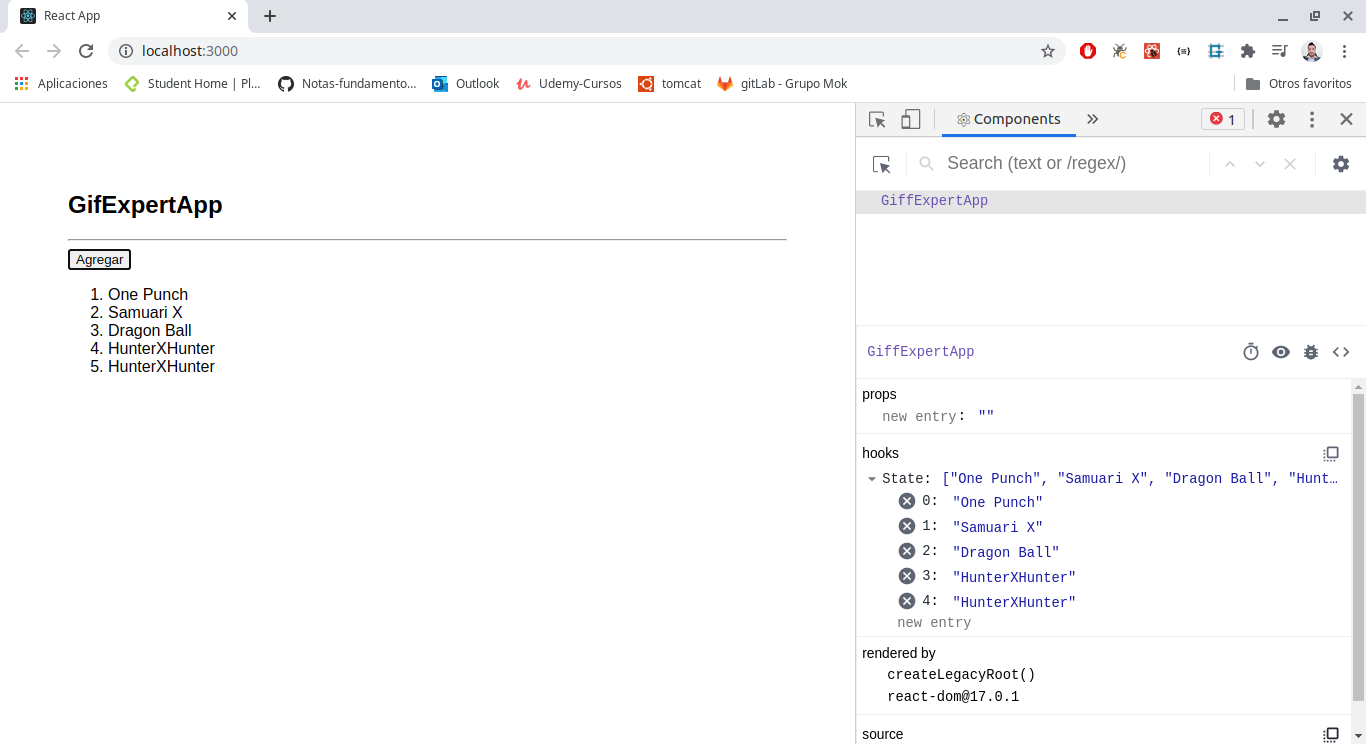 React App
localhost:3000
Aplicaciones
Student Home | Pl...
Notas-fundamento...
Outlook
Udemy-Cursos
tomcat
gitLab - Grupo Mok
Otros favoritos
GifExpertApp
Agregar
1. One Punch
2. Samuari X
3. Dragon Ball
4. HunterXHunter
5. HunterXHunter
Components
1
Search (text or /regex/)
GiffExpertApp
GiffExpertApp
props
new entry: ""
hooks
State: ["One Punch", "Samuari X", "Dragon Ball", "Hunt…
0: "One Punch"
1: "Samuari X"
2: "Dragon Ball"
3: "HunterXHunter"
4: "HunterXHunter"
new entry
rendered by
createLegacyRoot()
react-dom@17.0.1
source